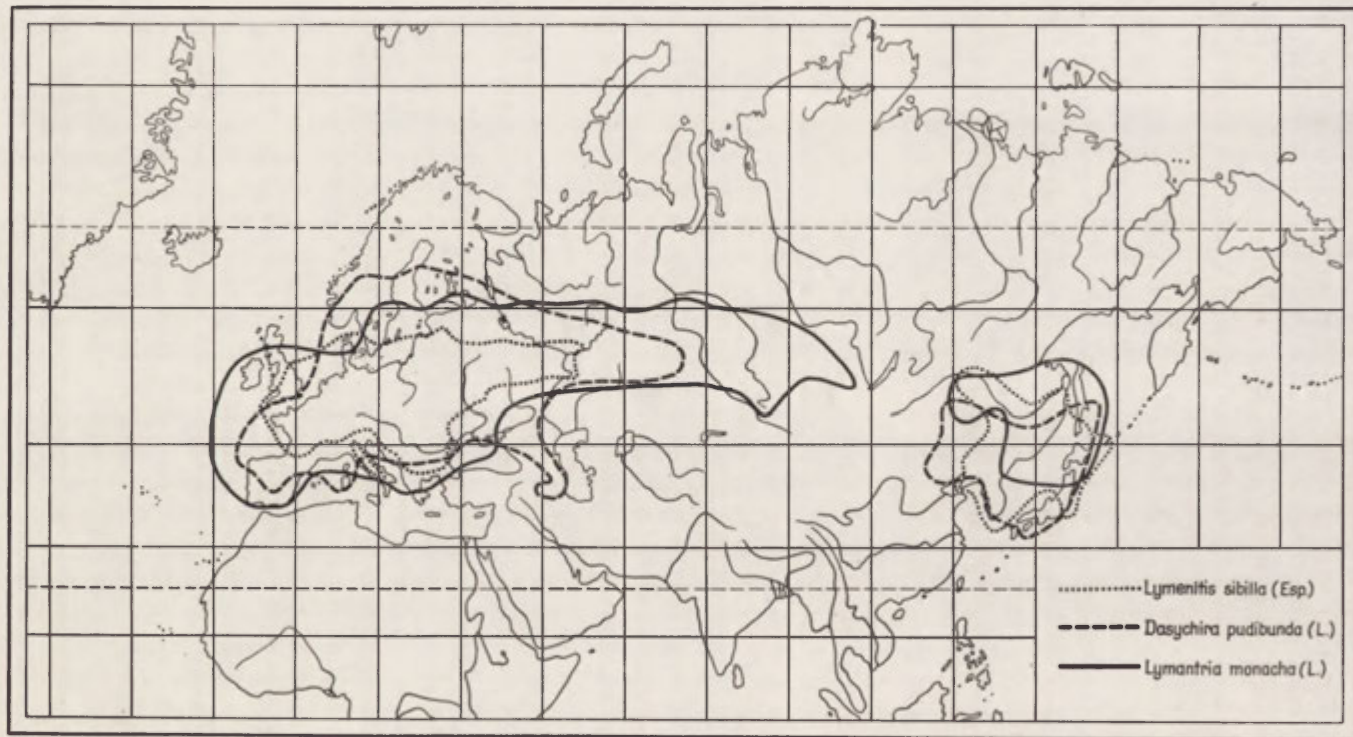 Lymenitis sibilla (Esp.)
Dasychira pudibunda (L.)
Lymantria monacha (L.)